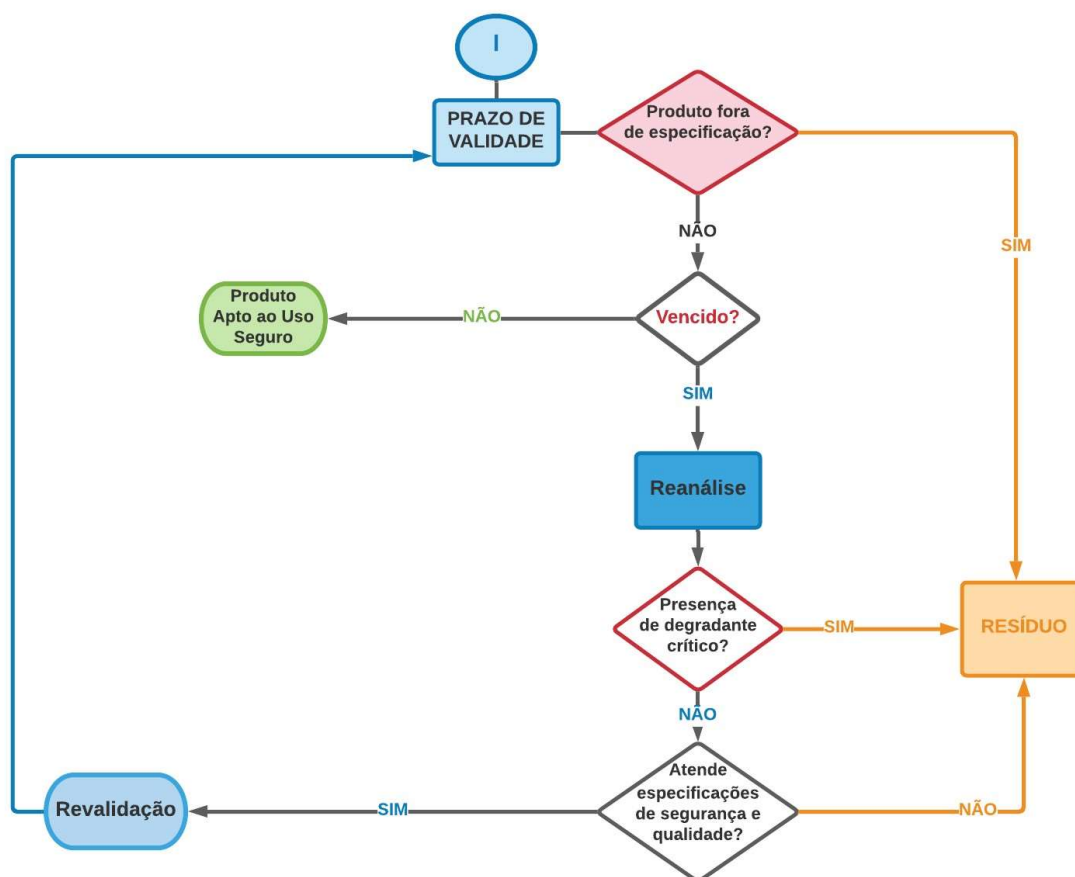 I
PRAZO DE
VALIDADE
Produto fora
de especificação?
SIM
NÃO
Produto
Apto ao Uso
Seguro
NÃO
Vencido?
SIM
Reanálise
Presença
de degradante
crítico?
SIM
RESÍDUO
NÃO
Atende
especificações
de segurança e
qualidade?
Revalidação
SIM
NÃO